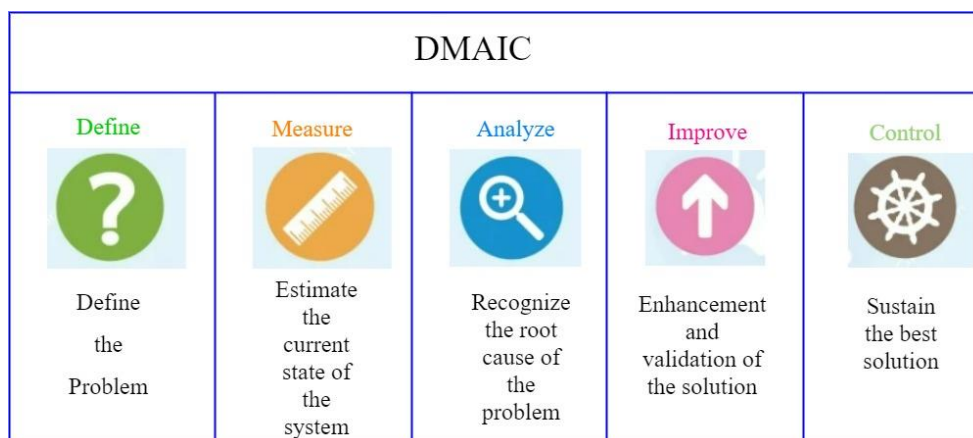 DMAIC
Define
Define
the
Problem
Measure
Estimate
the
current
state of
the
system
Analyze
Recognize
the root
cause of
the
problem
Improve
Enhancement
and
validation of
the solution
Control
Sustain
the best
solution